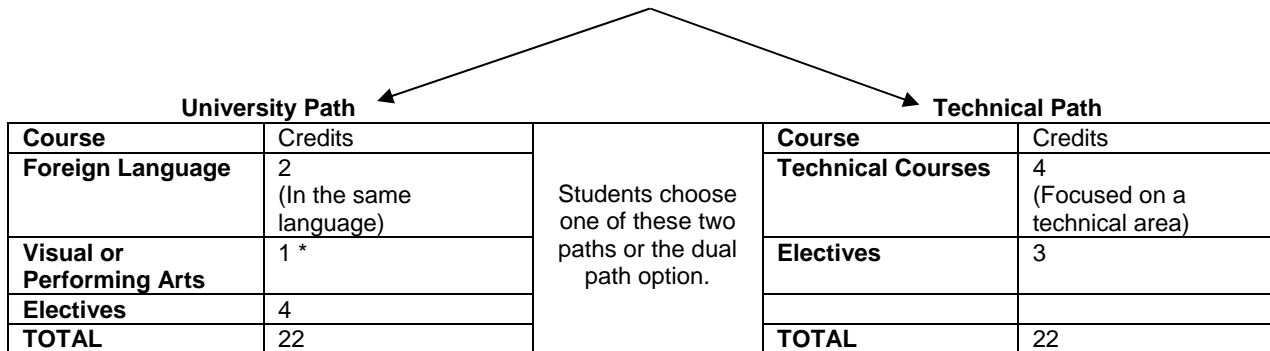 University Path
Technical Path
Course Credits
Foreign Language 2
(In the same
language)
Visual or
Performing Arts 1 *
Electives 4
TOTAL 22
Students choose
one of these two
paths or the dual
path option.
Course Credits
Technical Courses 4
(Focused on a
technical area)
Electives 3
TOTAL 22